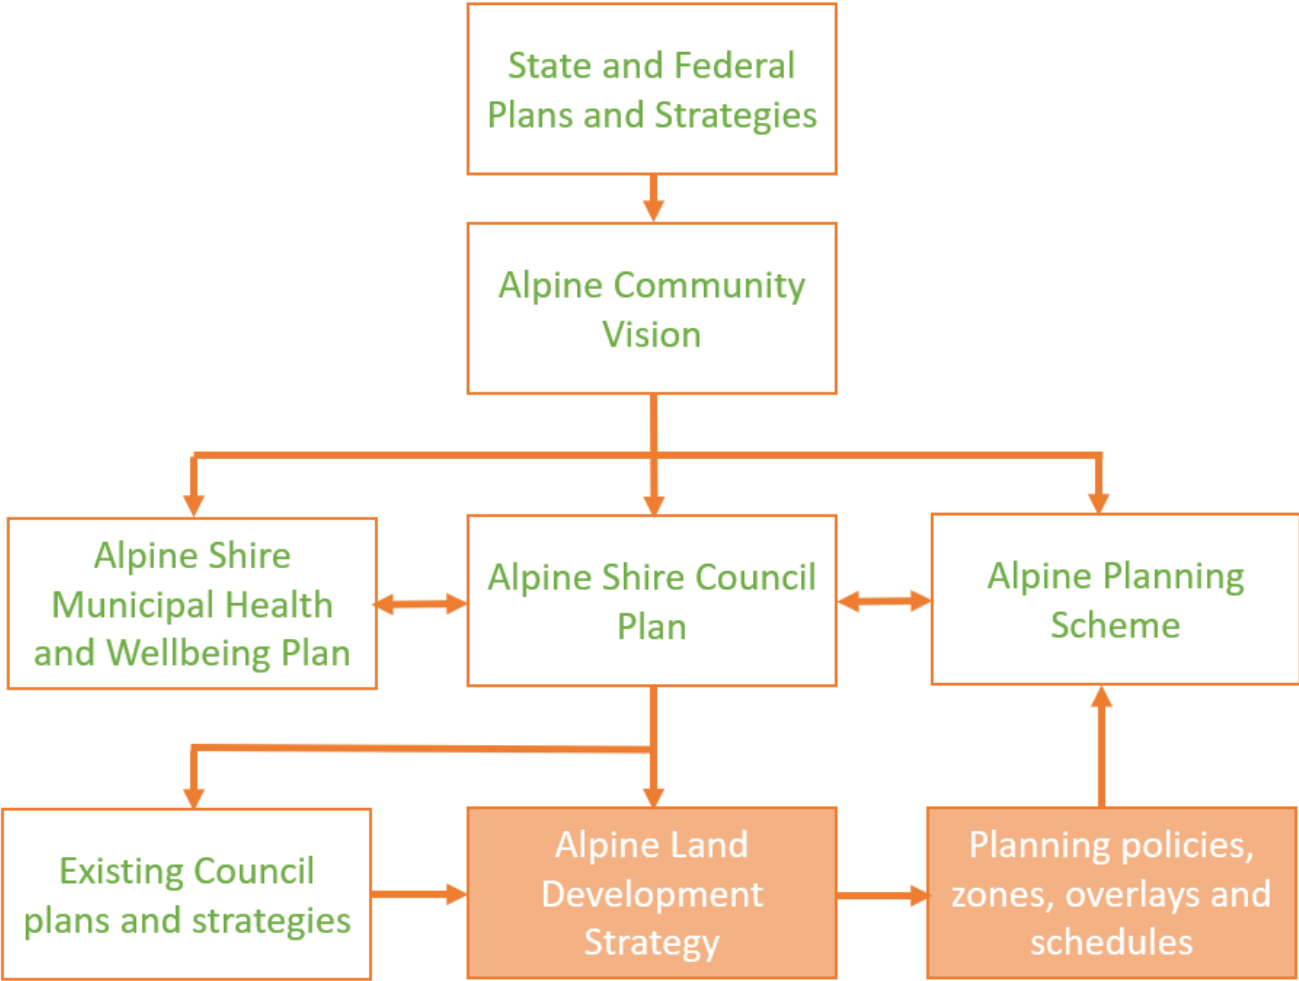 State and Federal
Plans and Strategies
Alpine Community
Vision
Alpine Shire
Municipal Health
and Wellbeing Plan
Alpine Shire Council
Plan
Alpine Planning
Scheme
Existing Council
plans and strategies
Alpine Land
Development
Strategy
Planning policies,
zones, overlays and
schedules